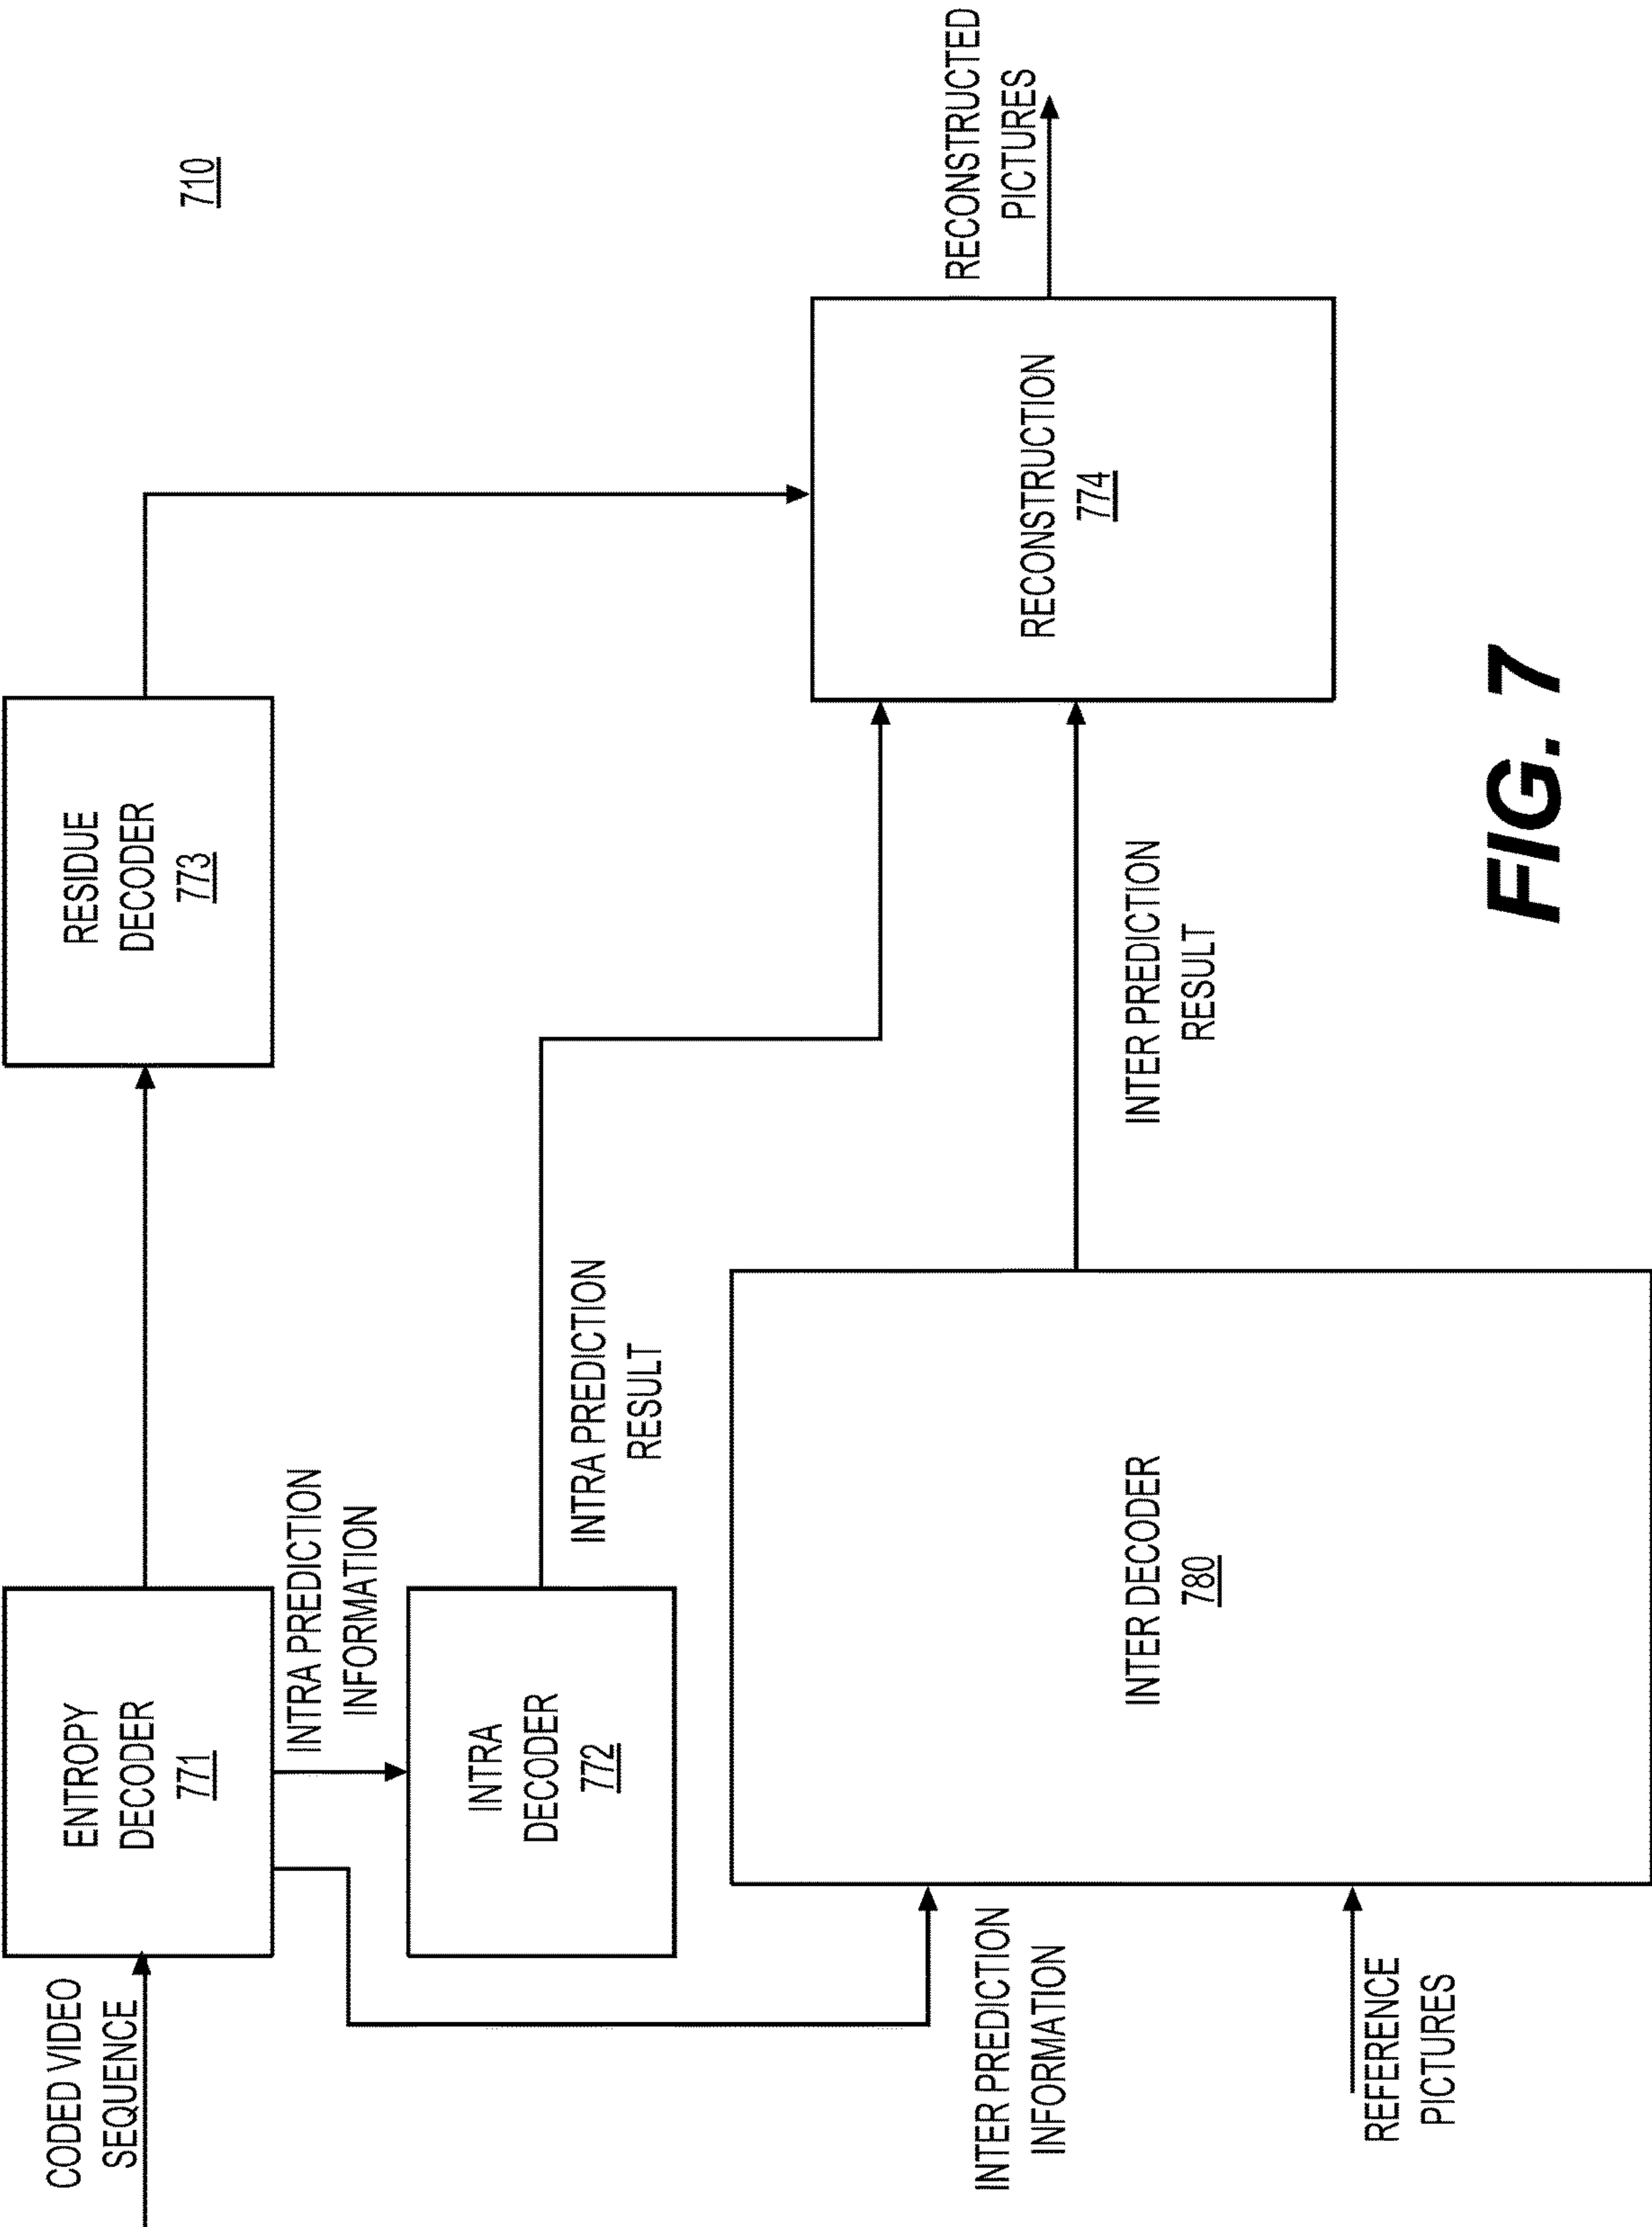 710
CODED VIDEO
SEQUENCE
ENTROPY
DECODER
771
RESIDUE
DECODER
773
INTRA PREDICTION
INFORMATION
INTRA
DECODER
772
INTRA PREDICTION
RESULT
RECONSTRUCTED
PICTURES
RECONSTRUCTION
774
INTER PREDICTION
INFORMATION
INTER DECODER
780
INTER PREDICTION
RESULT
REFERENCE
PICTURES
FIG. 7